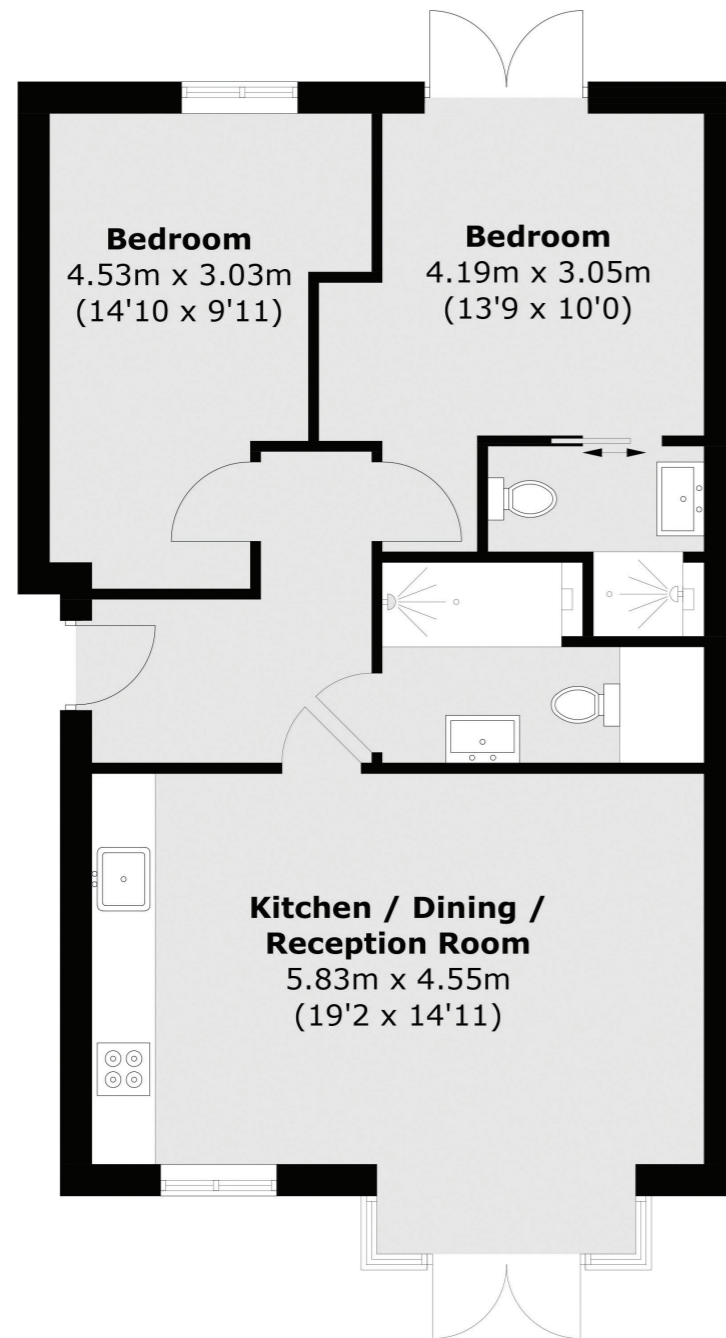 Bedroom
4.53m x 3.03m
(14'10 x 9'11)
Bedroom
4.19m x 3.05m
(13'9 x 10'0)
Kitchen / Dining /
Reception Room
5.83m x 4.55m
(19'2 x 14'11)